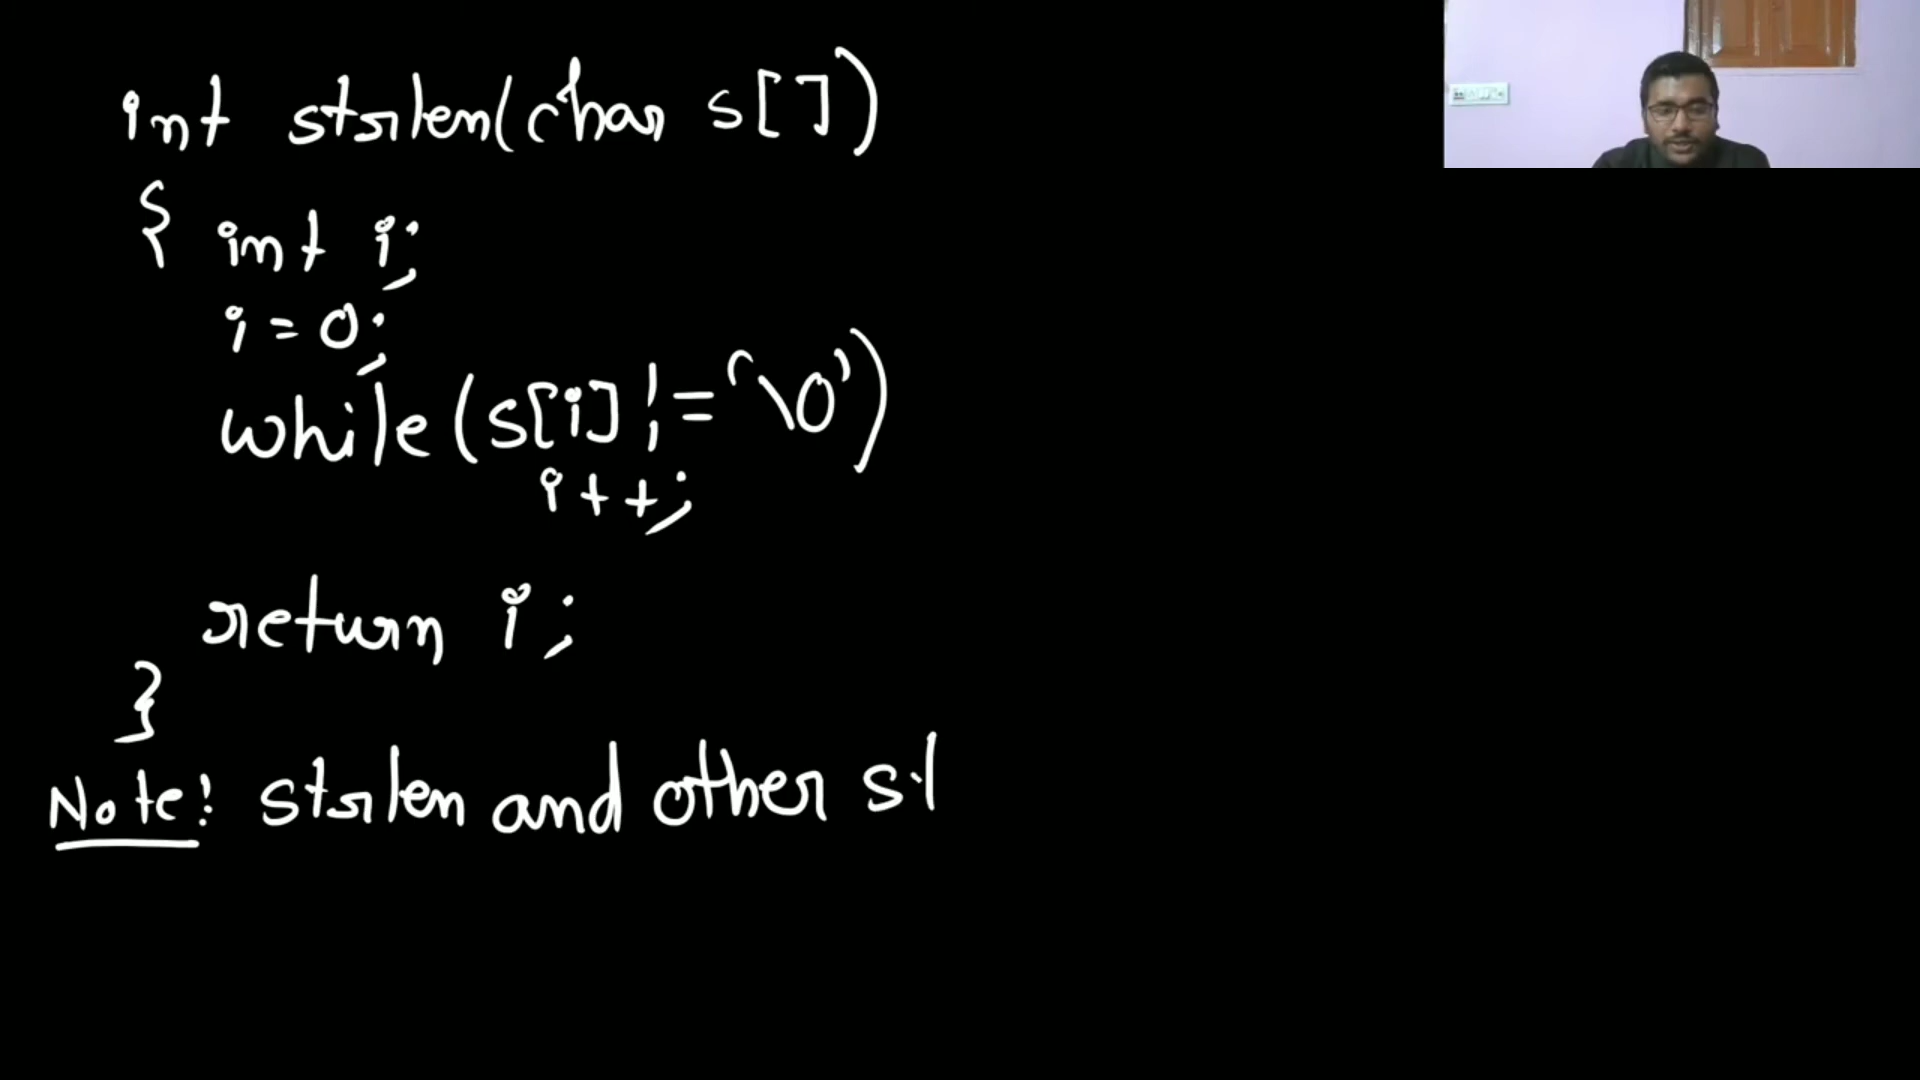 int strlen(char s[])
{ int i;
i = 0;
while (s[i] != '\0')
i++;
return i;
}
Note: strlen and other